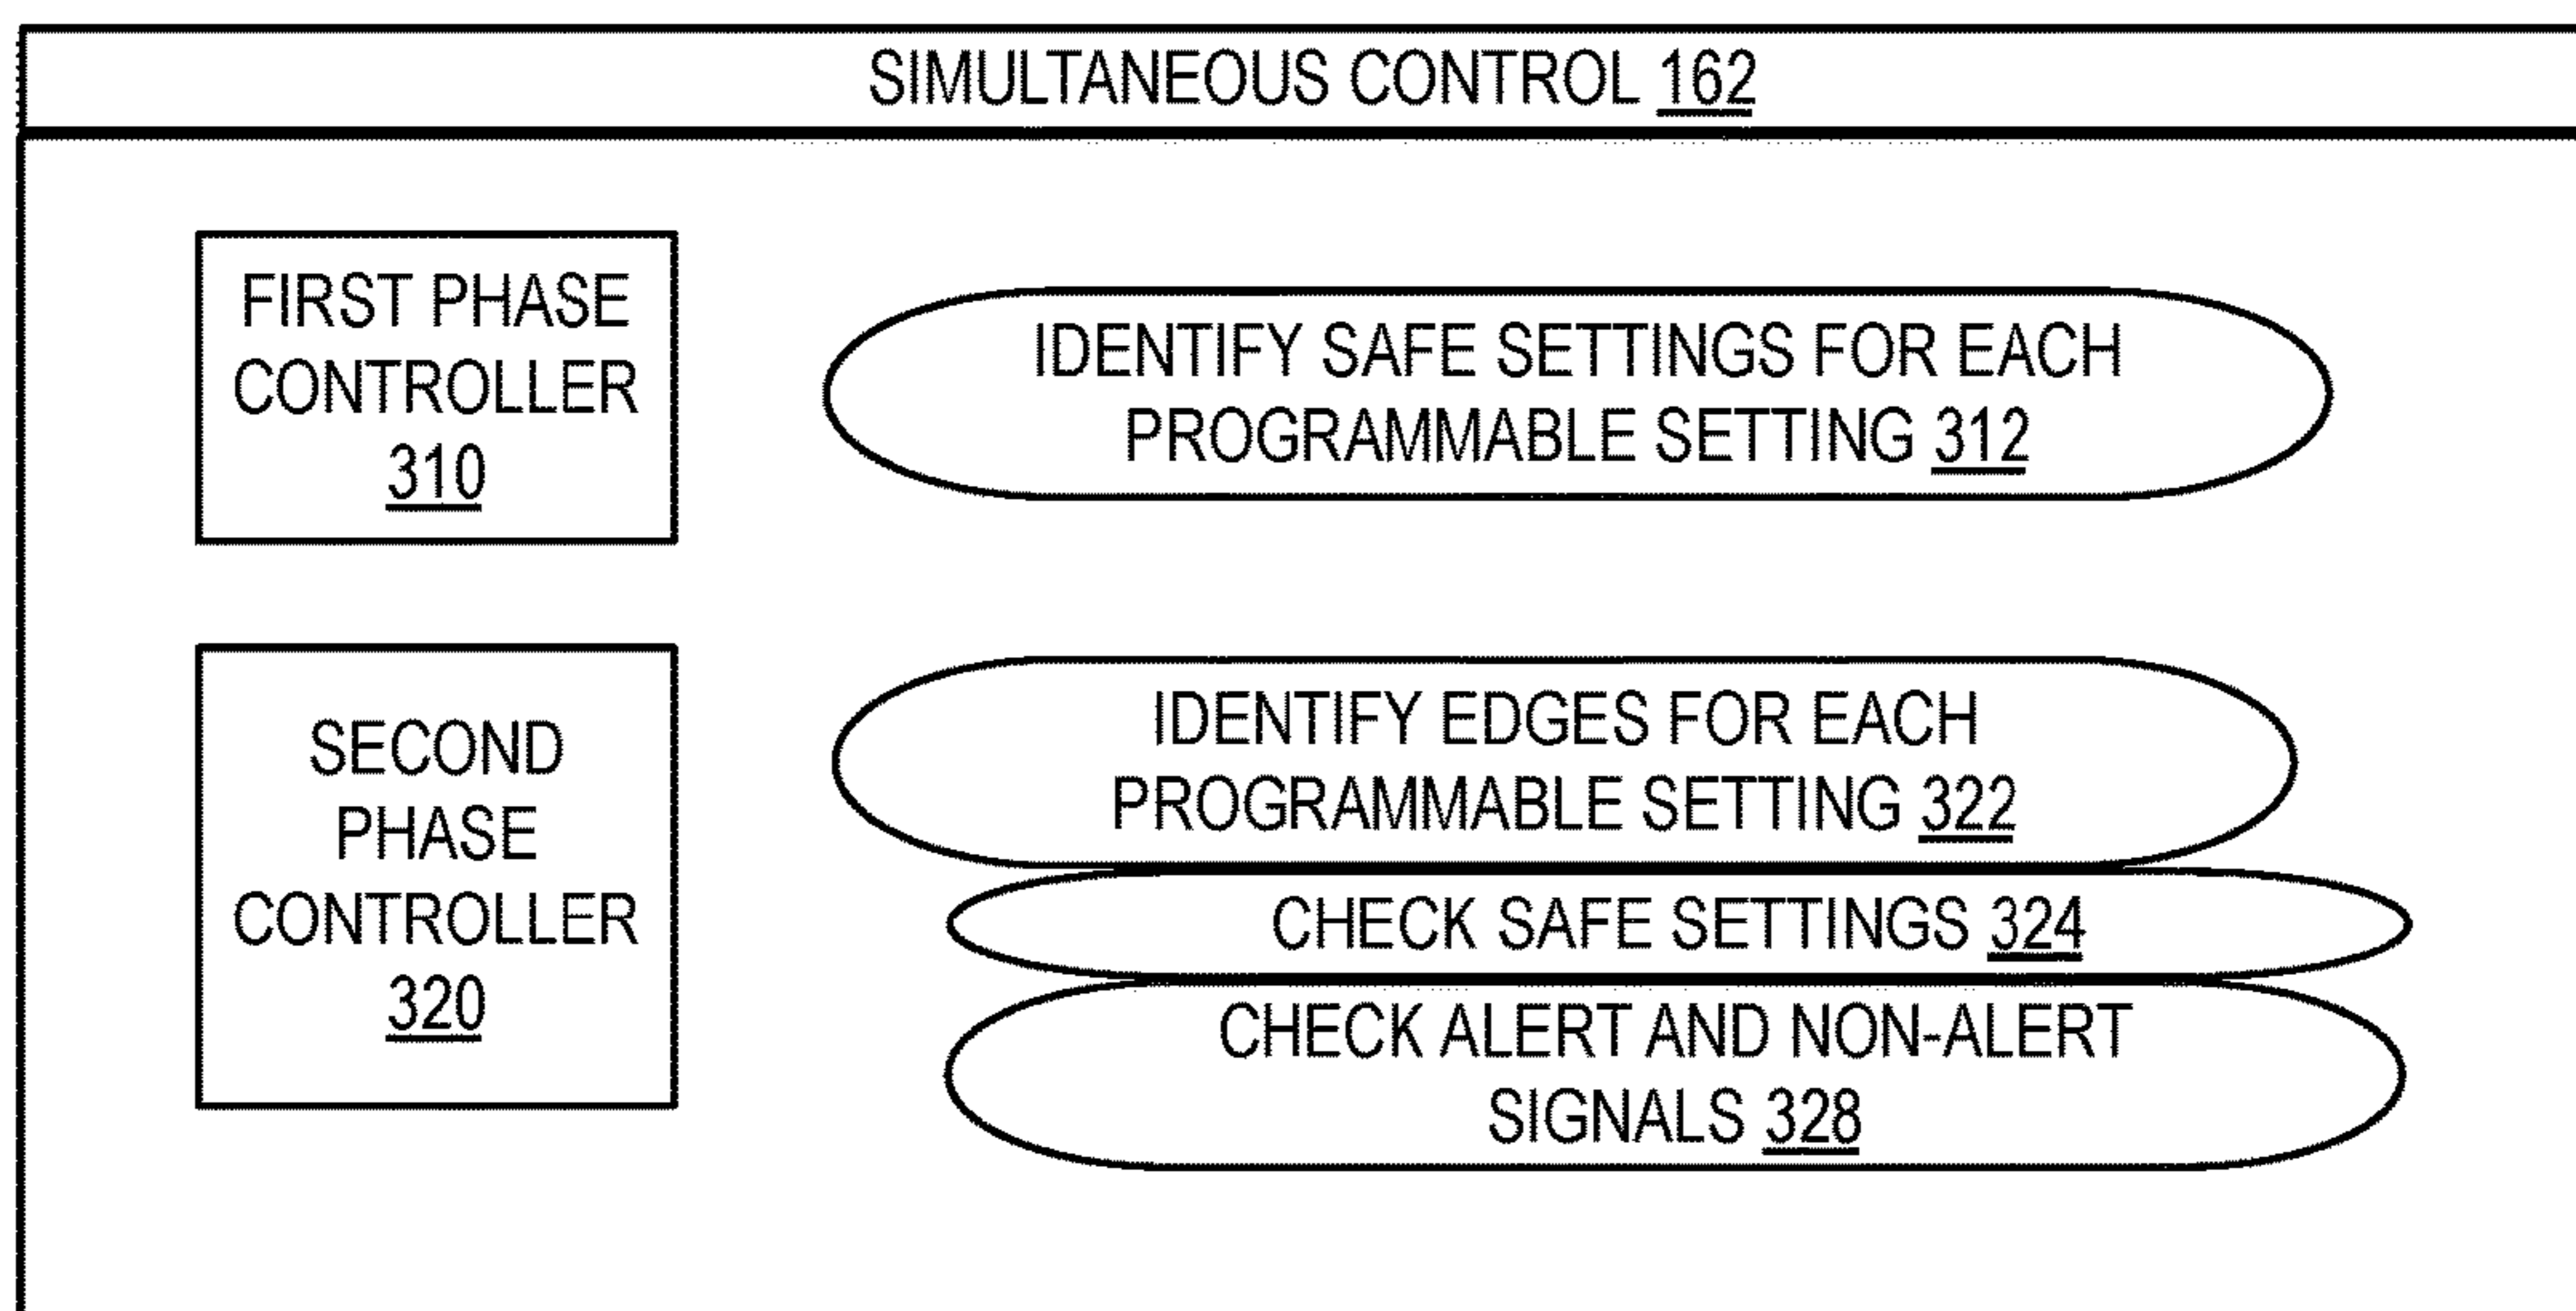 SIMULTANEOUS CONTROL 162
FIRST PHASE
CONTROLLER
310
IDENTIFY SAFE SETTINGS FOR EACH
PROGRAMMABLE SETTING 312
SECOND
PHASE
CONTROLLER
320
IDENTIFY EDGES FOR EACH
PROGRAMMABLE SETTING 322
CHECK SAFE SETTINGS 324
CHECK ALERT AND NON-ALERT
SIGNALS 328